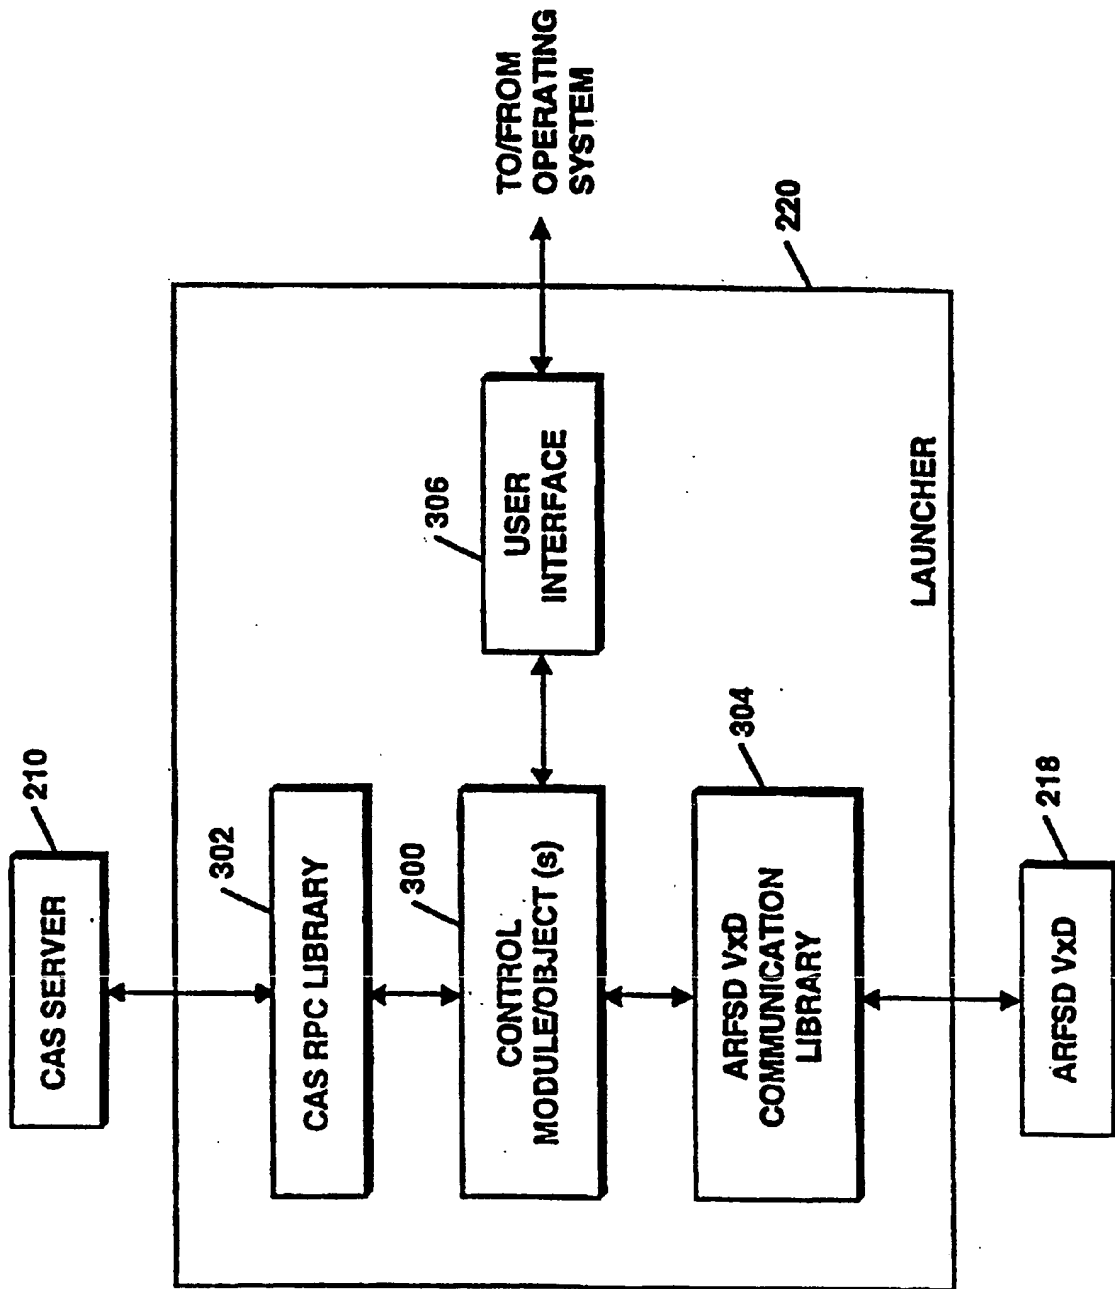 CAS SERVER
210
CAS RPC LIBRARY
302
CONTROL
MODULE/OBJECT (s)
300
USER
INTERFACE
306
TO/FROM
OPERATING
SYSTEM
ARFSD VxD
COMMUNICATION
LIBRARY
304
LAUNCHER
220
ARFSD VxD
218